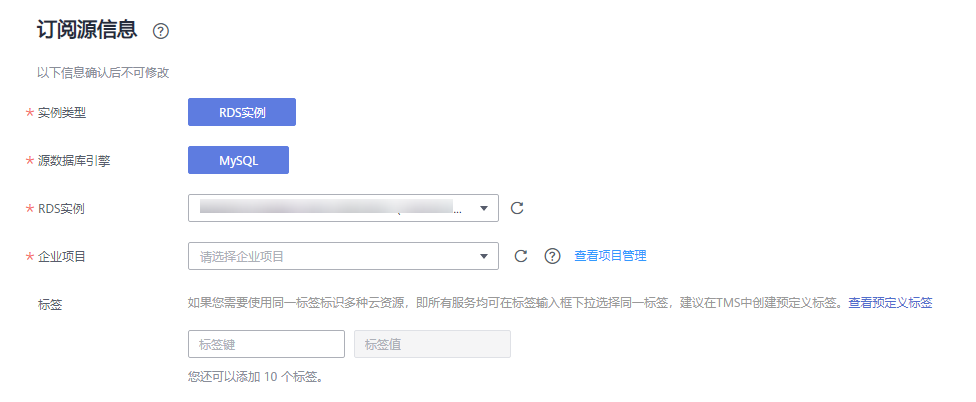 订阅源信息
以下信息确认后不可修改
* 实例类型 RDS实例
* 源数据库引擎 MySQL
* RDS实例 ...
* 企业项目 请选择企业项目 查看项目管理
标签 如果您需要使用同一标签标识多种云资源，即所有服务均可在标签输入框下拉选择同一标签，建议在TMS中创建预定义标签。查看预定义标签
标签键 标签值
您还可以添加 10 个标签。